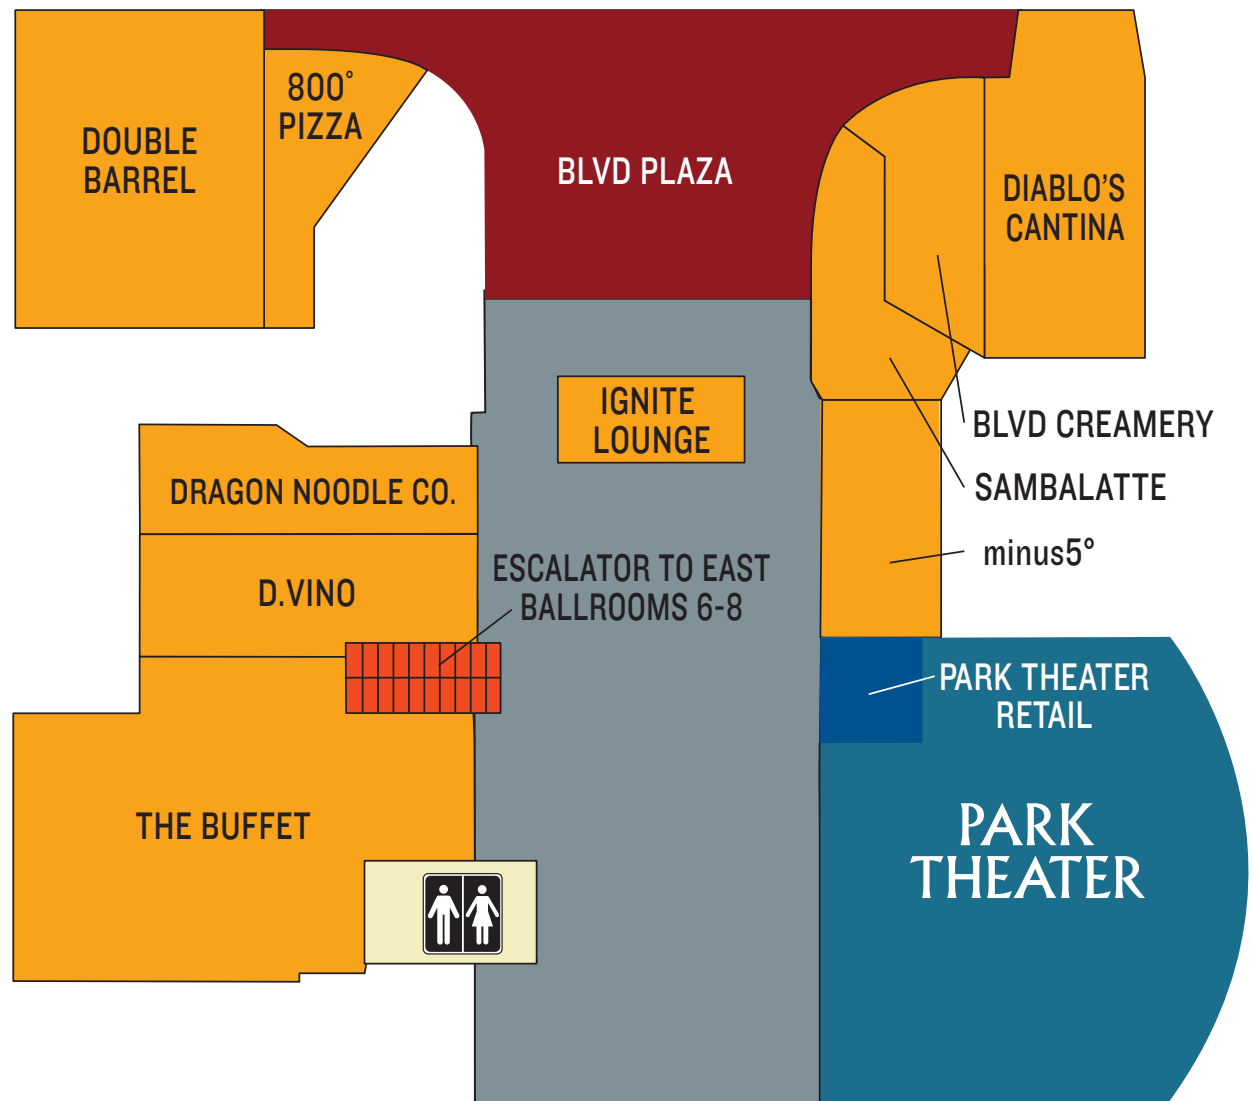 800°
PIZZA
DOUBLE
BARREL
BLVD PLAZA
DIABLO'S
CANTINA
IGNITE
LOUNGE
BLVD CREAMERY
SAMBALATTE
DRAGON NOODLE CO.
minus5°
ESCALATOR TO EAST
BALLROOMS 6-8
D.VINO
PARK THEATER
RETAIL
THE BUFFET
PARK
THEATER